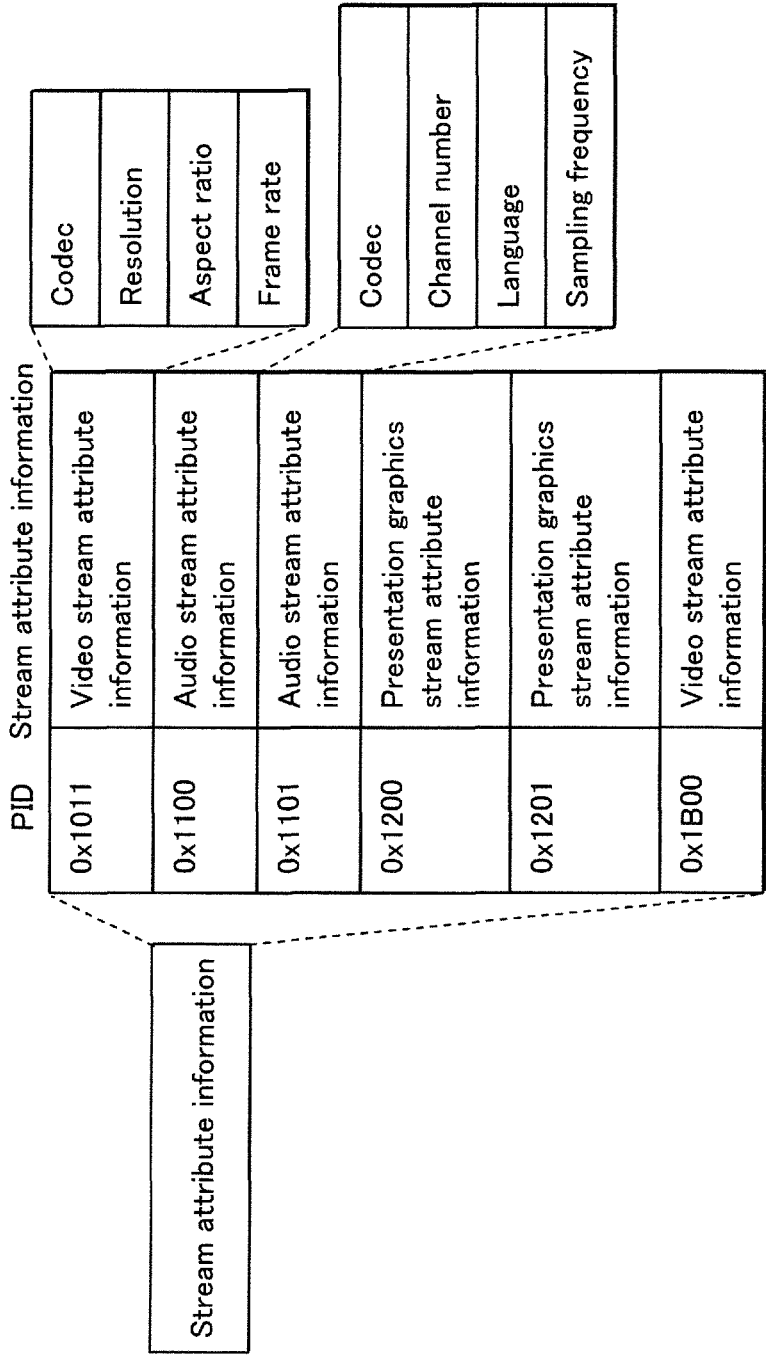 Stream attribute information
PID
Stream attribute information
0x1011
Video stream attribute
information
0x1100
Audio stream attribute
information
0x1101
Audio stream attribute
information
0x1200
Presentation graphics
stream attribute
information
0x1201
Presentation graphics
stream attribute
information
0x1B00
Video stream attribute
information
Codec
Resolution
Aspect ratio
Frame rate
Codec
Channel number
Language
Sampling frequency